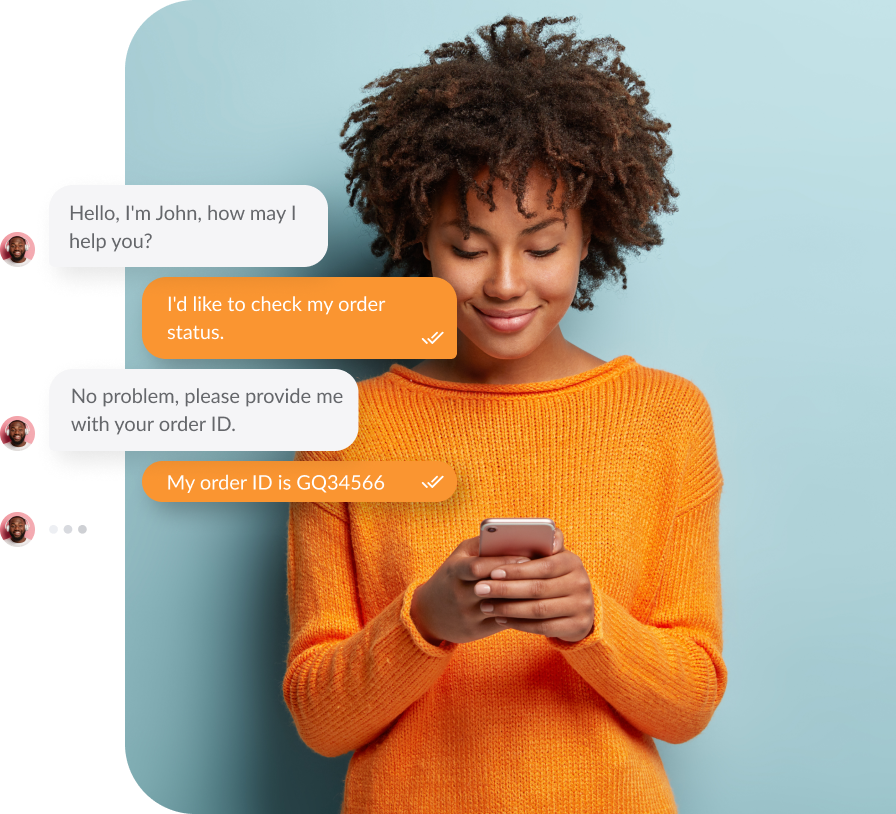 Hello, I'm John, how may I
help you?
I'd like to check my order
status.
No problem, please provide me
with your order ID.
My order ID is GQ34566